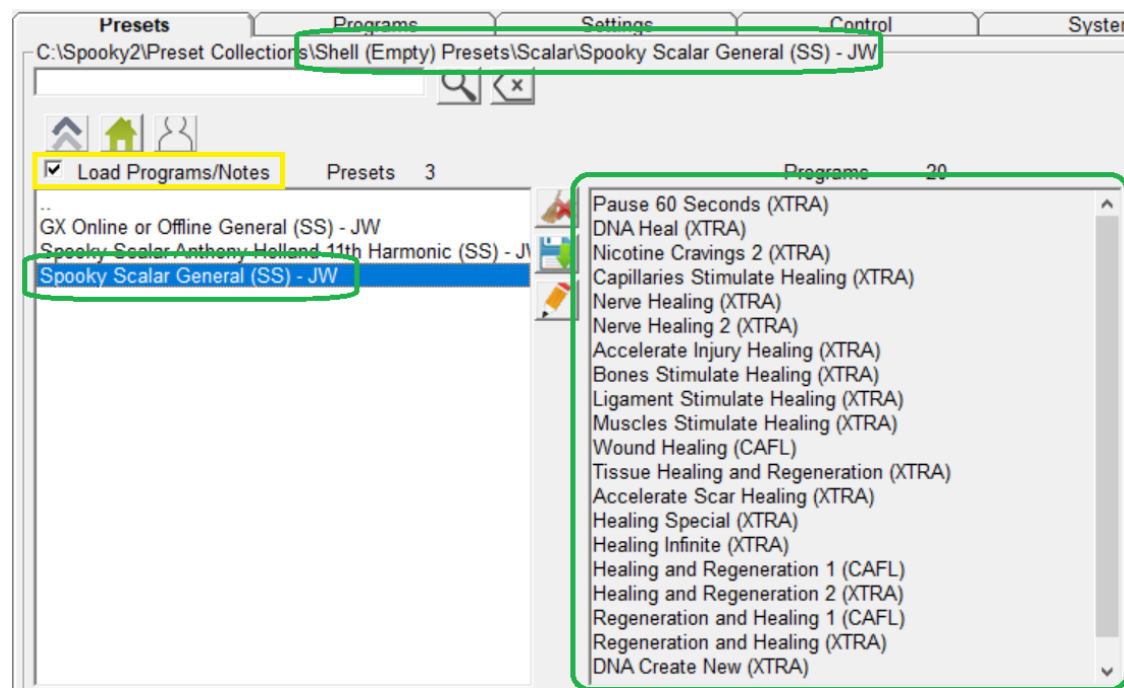 Presets Programs Settings Control System
C:\Spooky2\Preset Collections\Shell (Empty) Presets\Scalar\Spooky Scalar General (SS) - JW
Load Programs/Notes Presets 3 Programs 20
..
GX Online or Offline General (SS) - JW
Spooky Scalar Anthony Holland 11th Harmonic (SS) - JW
Spooky Scalar General (SS) - JW
Pause 60 Seconds (XTRA)
DNA Heal (XTRA)
Nicotine Cravings 2 (XTRA)
Capillaries Stimulate Healing (XTRA)
Nerve Healing (XTRA)
Nerve Healing 2 (XTRA)
Accelerate Injury Healing (XTRA)
Bones Stimulate Healing (XTRA)
Ligament Stimulate Healing (XTRA)
Muscles Stimulate Healing (XTRA)
Wound Healing (CAFL)
Tissue Healing and Regeneration (XTRA)
Accelerate Scar Healing (XTRA)
Healing Special (XTRA)
Healing Infinite (XTRA)
Healing and Regeneration 1 (CAFL)
Healing and Regeneration 2 (XTRA)
Regeneration and Healing 1 (CAFL)
Regeneration and Healing (XTRA)
DNA Create New (XTRA)